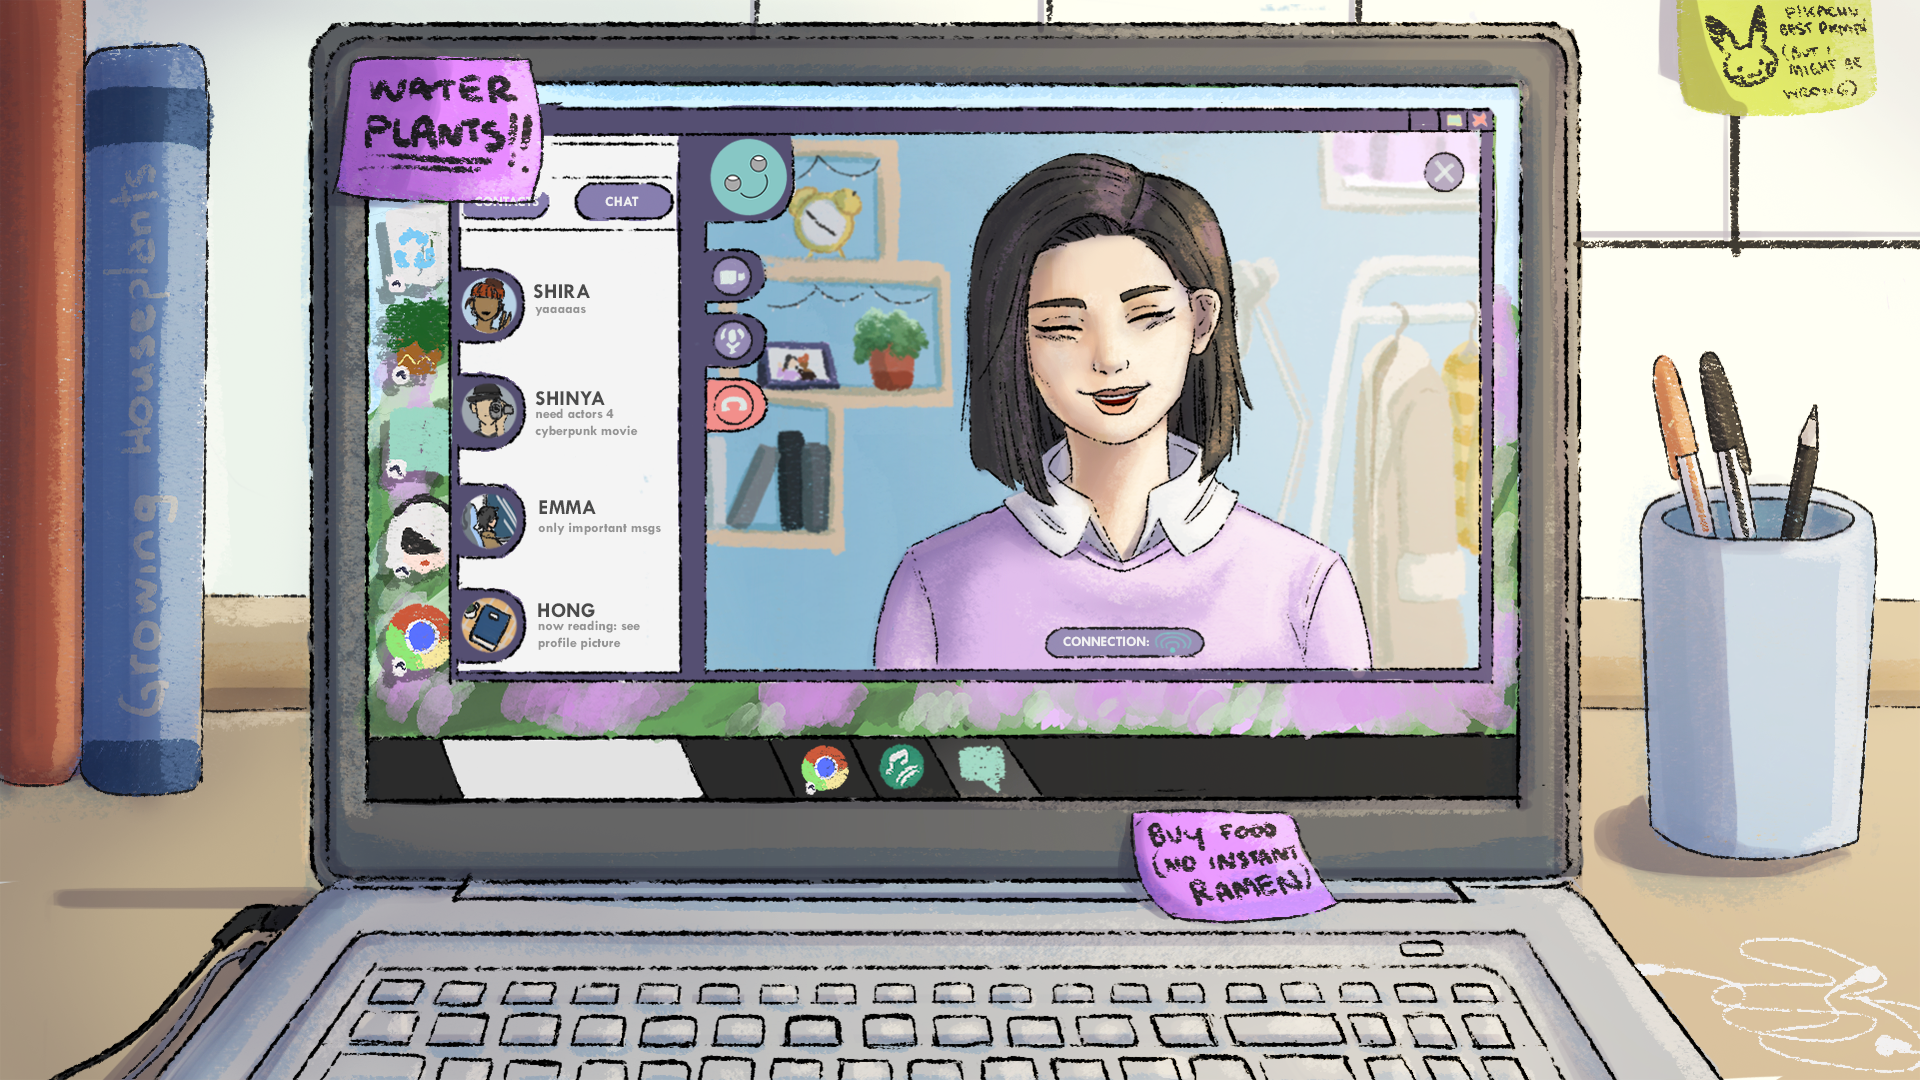 WATER
PLANTS!!
PIKACHU
BEST
(BUT I
MIGHT BE
WRONG)
Growing Houseplants
CONTACTS
CHAT
SHIRA
yaaaaas
SHINYA
need actors 4
cyberpunk movie
EMMA
only important msgs
HONG
now reading: see
profile picture
CONNECTION:
BUY FOOD
(NO INSTANT
RAMEN)